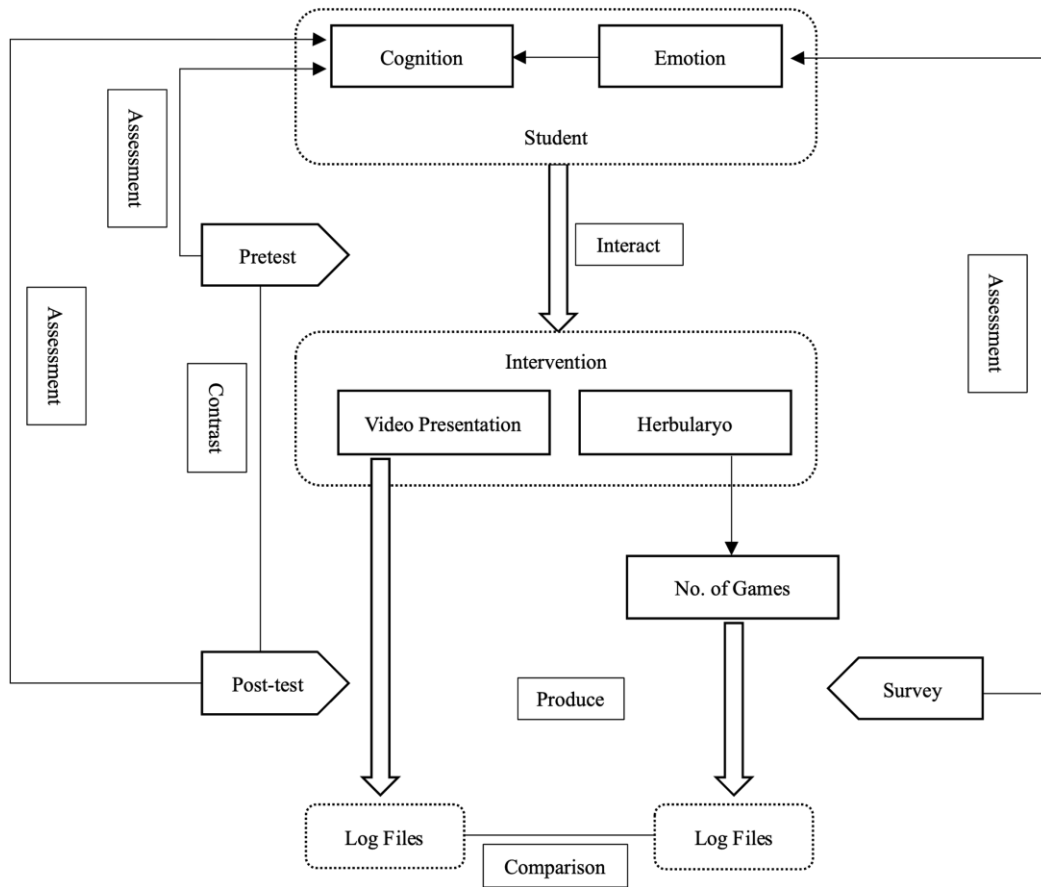 Cognition
Emotion
Student
Assessment
Pretest
Interact
Assessment
Assessment
Contrast
Intervention
Video Presentation
Herbularyo
No. of Games
Post-test
Produce
Survey
Log Files
Log Files
Comparison